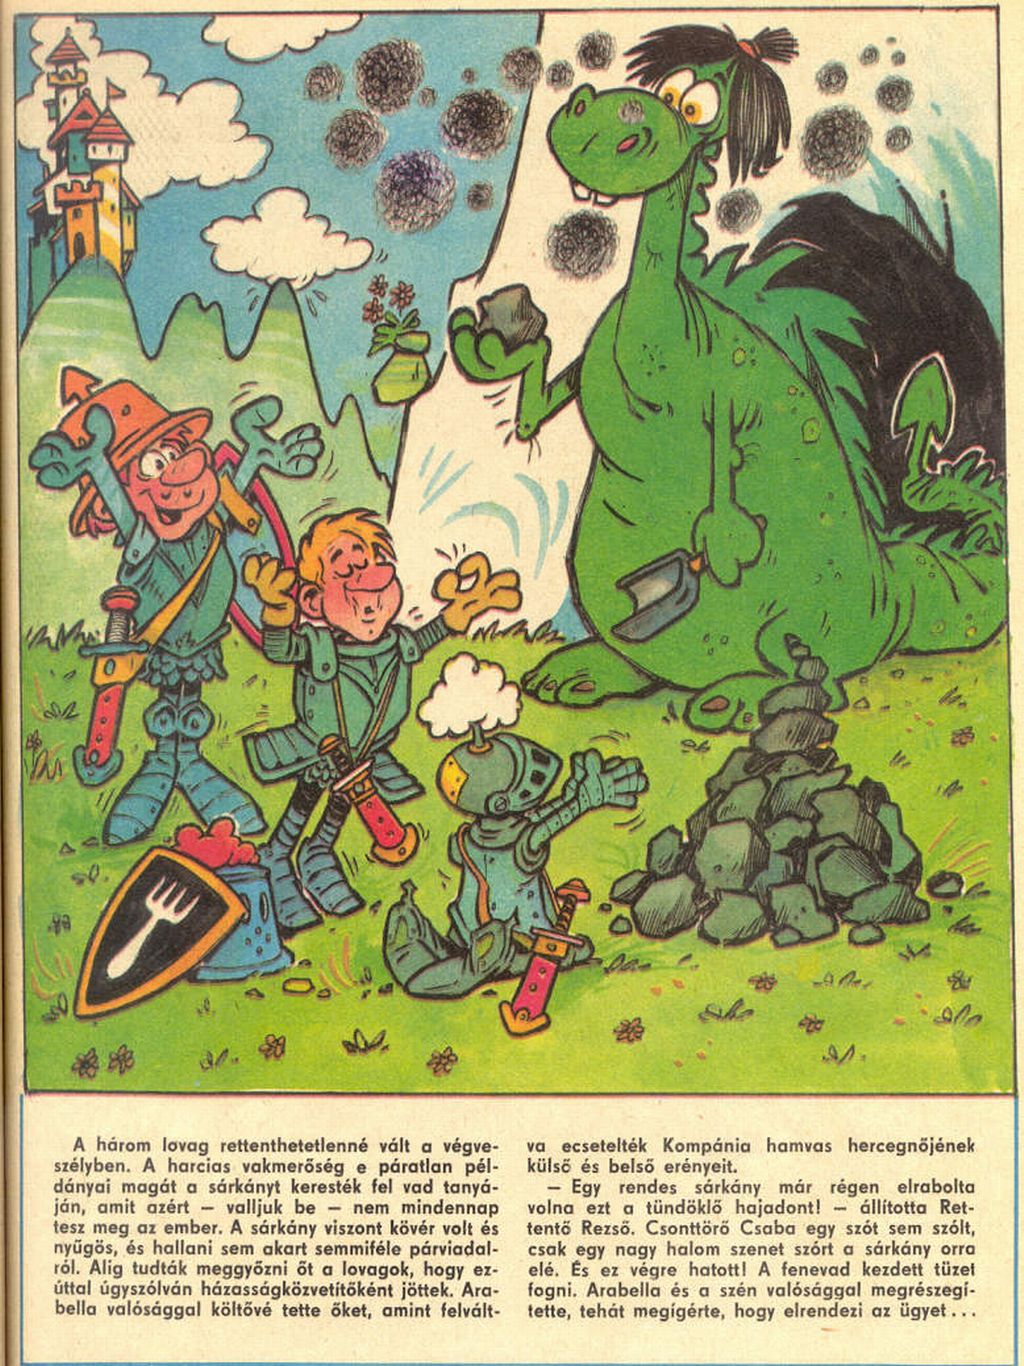 A három lovag rettenthetetlenné vált a végve-
szélyben. A harcias vakmerőség e páratlan pél-
dányai magát a sárkányt keresték fel vad tanyá-
ján, amit azért — valljuk be — nem mindennap
tesz meg az ember. A sárkány viszont kövér volt és
nyűgös, és hallani sem akart semmiféle párviadal-
ról. Alig tudták meggyőzni őt a lovagok, hogy ez-
úttal úgyszólván házasságközvetítőként jöttek. Ara-
bella valósággal költővé tette őket, amint felvált-
va ecsetelték Kompánia hamvas hercegnőjének
külső és belső erényeit.
— Egy rendes sárkány már régen elrabolta
volna ezt a tündöklő hajadont! — állította Ret-
tentő Rezső. Csonttörő Csaba egy szót sem szólt,
csak egy nagy halom szenet szórt a sárkány orra
elé. És ez végre hatott! A fenevad kezdett tüzet
fogni. Arabella és a szén valósággal megrészegí-
tette, tehát megígérte, hogy elrendezi az ügyet...